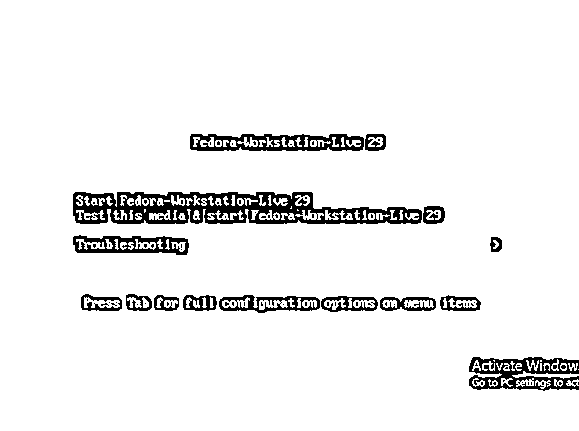 Fedora-Workstation-Live 29
Start Fedora-Workstation-Live 29
Test this media & start Fedora-Workstation-Live 29
Troubleshooting >
Press Tab for full configuration options on menu items
Activate Window
Go to PC settings to act